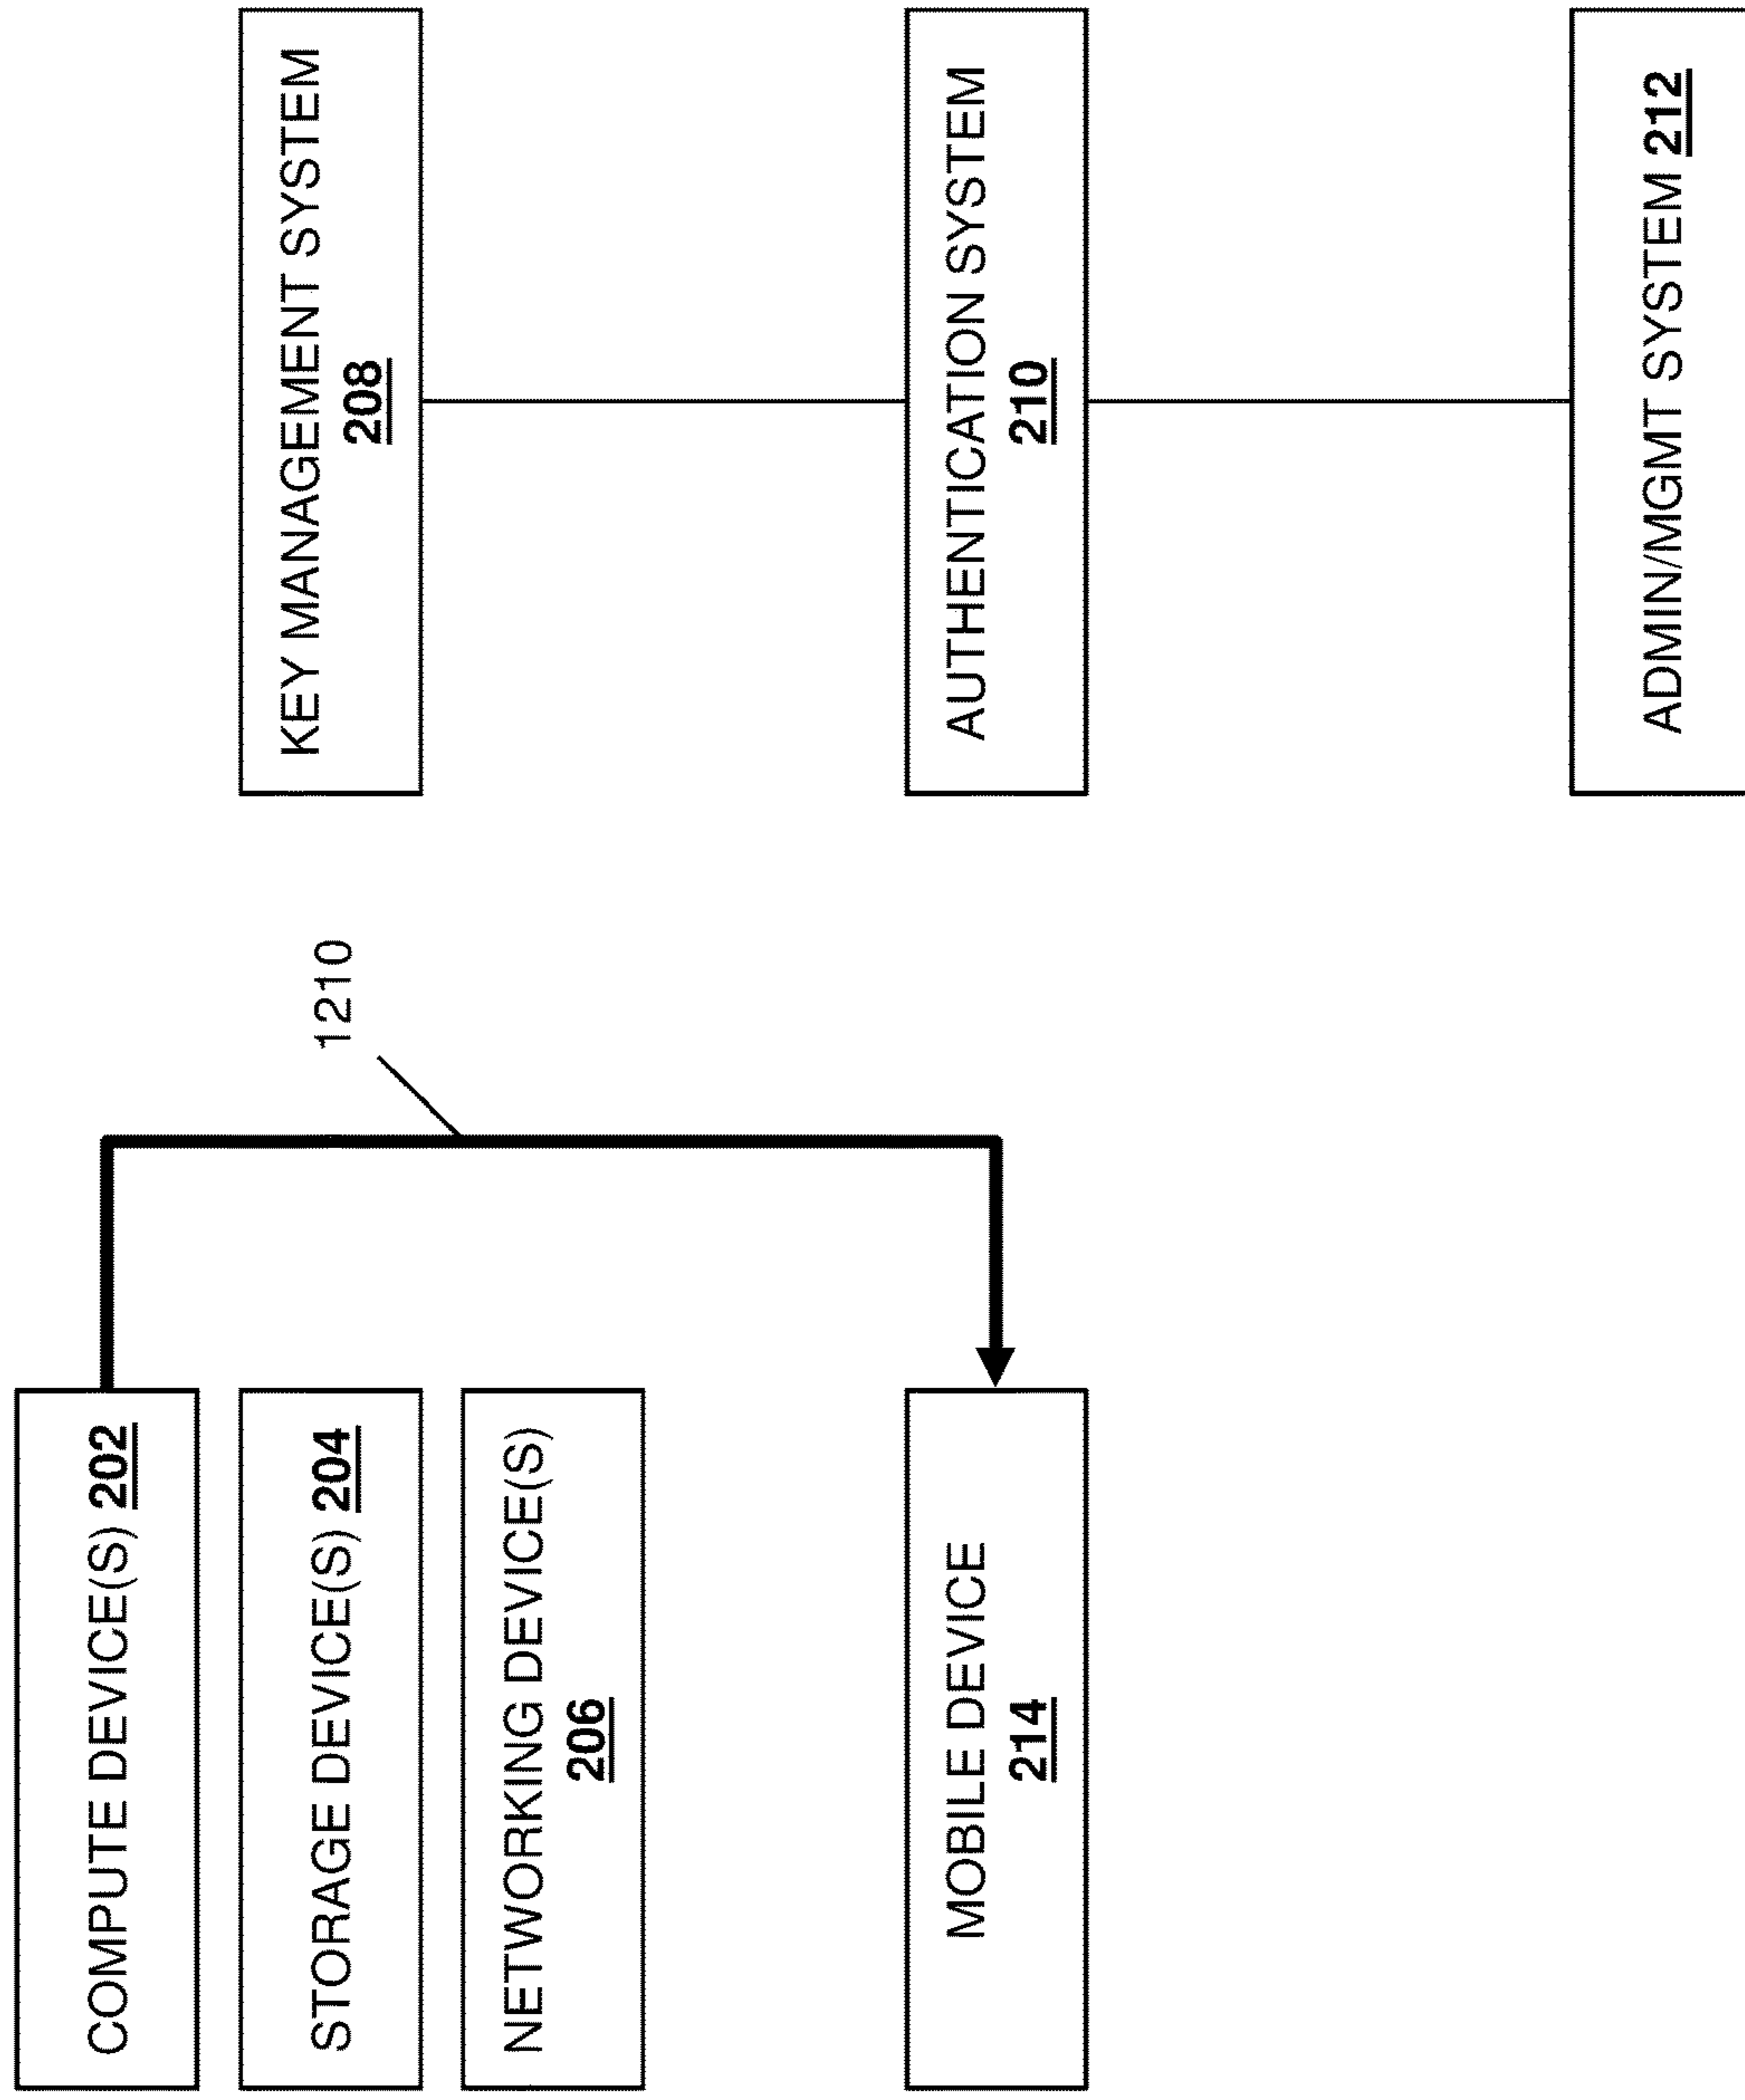 COMPUTE DEVICE(S) 202
STORAGE DEVICE(S) 204
NETWORKING DEVICE(S)
206
MOBILE DEVICE
214
1210
KEY MANAGEMENT SYSTEM
208
AUTHENTICATION SYSTEM
210
ADMIN/MGMT SYSTEM 212